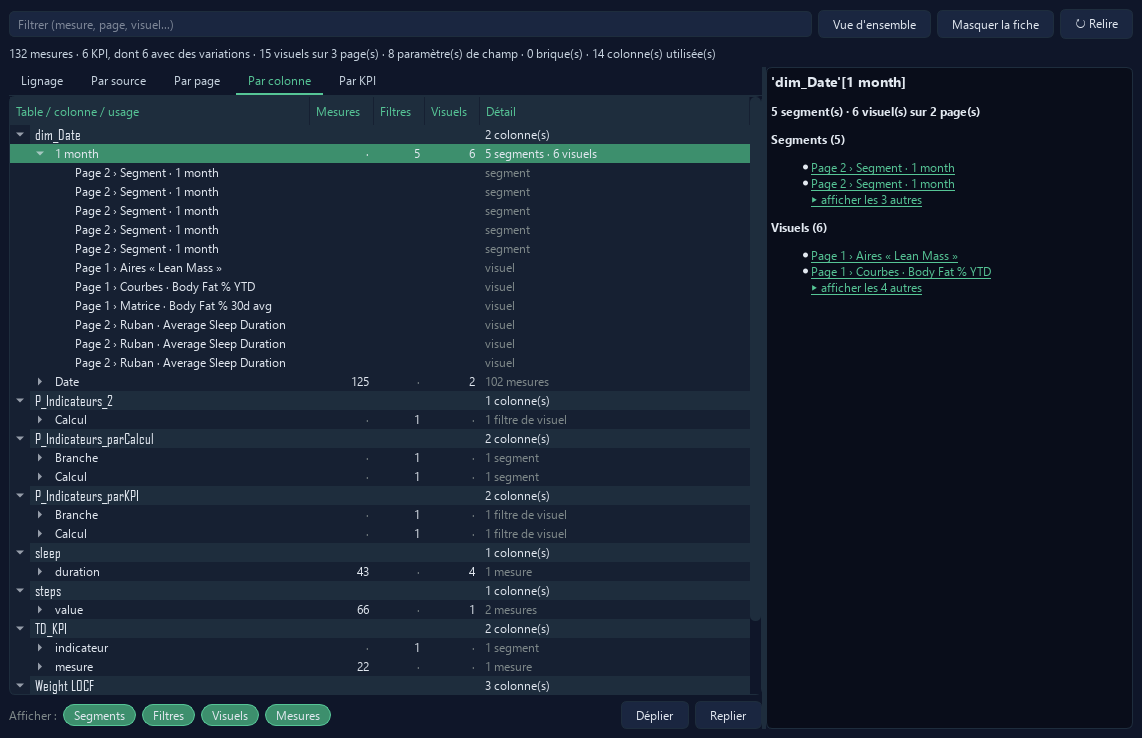 Filtrer (mesure, page, visuel...)
Vue d'ensemble
Masquer la fiche
↻ Relire
132 mesures · 6 KPI, dont 6 avec des variations · 15 visuels sur 3 page(s) · 8 paramètre(s) de champ · 0 brique(s) · 14 colonne(s) utilisée(s)
Lignage Par source Par page Par colonne Par KPI
Table / colonne / usage Mesures Filtres Visuels Détail
dim_Date 2 colonne(s)
1 month · 5 6 5 segments · 6 visuels
Page 2 › Segment · 1 month segment
Page 2 › Segment · 1 month segment
Page 2 › Segment · 1 month segment
Page 2 › Segment · 1 month segment
Page 2 › Segment · 1 month segment
Page 1 › Aires « Lean Mass » visuel
Page 1 › Courbes · Body Fat % YTD visuel
Page 1 › Matrice · Body Fat % 30d avg visuel
Page 2 › Ruban · Average Sleep Duration visuel
Page 2 › Ruban · Average Sleep Duration visuel
Page 2 › Ruban · Average Sleep Duration visuel
Date 125 · 2 102 mesures
P_Indicateurs_2 1 colonne(s)
Calcul · 1 · 1 filtre de visuel
P_Indicateurs_parCalcul 2 colonne(s)
Branche · 1 · 1 segment
Calcul · 1 · 1 segment
P_Indicateurs_parKPI 2 colonne(s)
Branche · 1 · 1 filtre de visuel
Calcul · 1 · 1 filtre de visuel
sleep 1 colonne(s)
duration 43 · 4 1 mesure
steps 1 colonne(s)
value 66 · 1 2 mesures
TD_KPI 2 colonne(s)
indicateur · 1 · 1 segment
mesure 22 · · 1 mesure
Weight LOCF 3 colonne(s)
Afficher : Segments Filtres Visuels Mesures
Déplier Replier
'dim_Date'[1 month]
5 segment(s) · 6 visuel(s) sur 2 page(s)
Segments (5)
• Page 2 › Segment · 1 month
• Page 2 › Segment · 1 month
▸ afficher les 3 autres
Visuels (6)
• Page 1 › Aires « Lean Mass »
• Page 1 › Courbes · Body Fat % YTD
▸ afficher les 4 autres